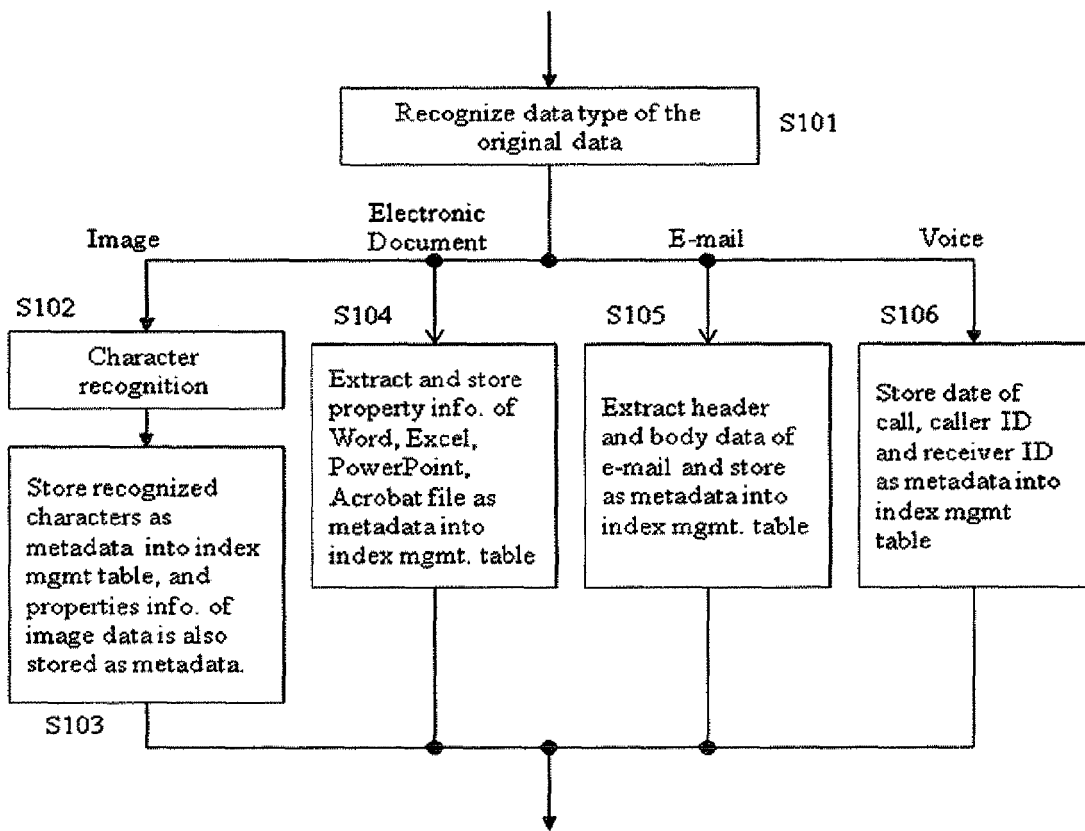 Recognize data type of the
original data
S101
Image
Electronic
Document
E-mail
Voice
S102
Character
recognition
Store recognized
characters as
metadata into index
mgmt table, and
properties info. of
image data is also
stored as metadata.
S103
S104
Extract and store
property info. of
Word, Excel,
PowerPoint,
Acrobat file as
metadata into
index mgmt. table
S105
Extract header
and body data of
e-mail and store
as metadata into
index mgmt. table
S106
Store date of
call, caller ID
and receiver ID
as metadata into
index mgmt
table